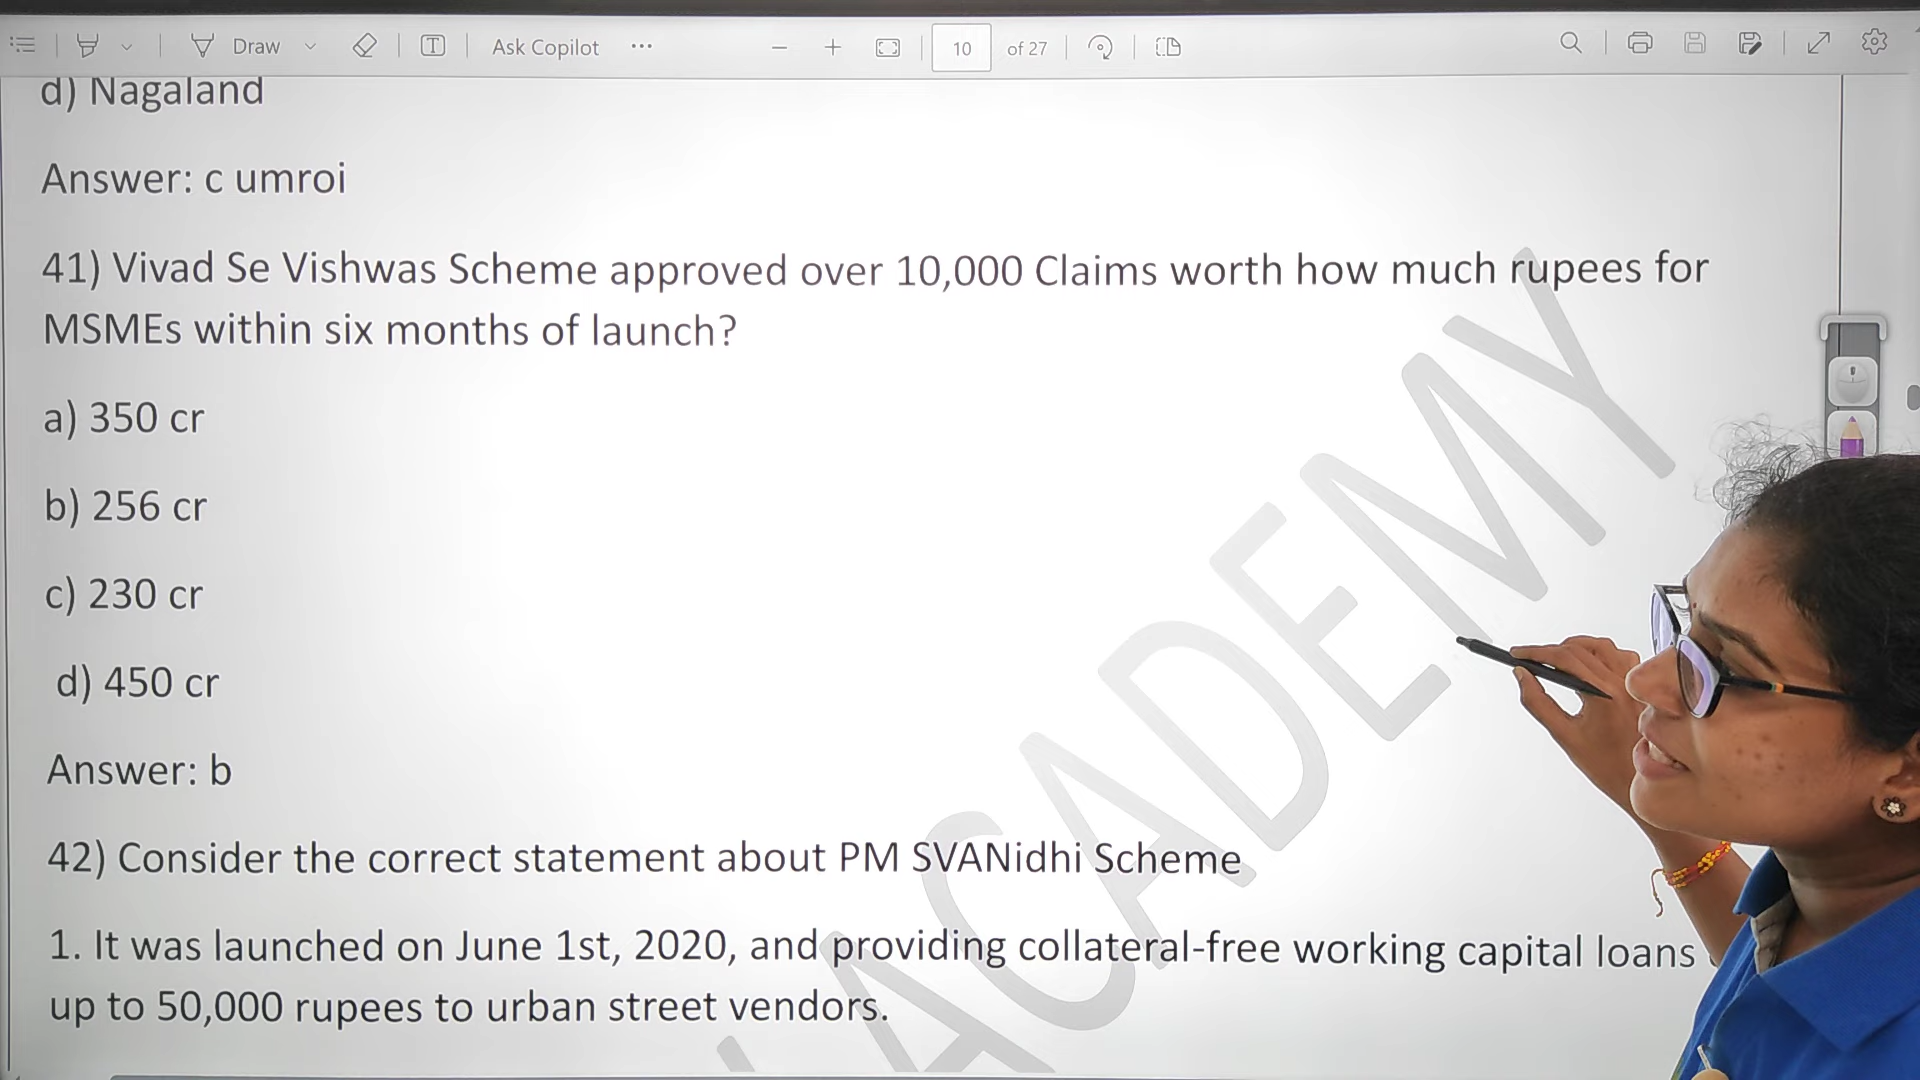 Draw
Ask Copilot
10
of 27
d) Nagaland
Answer: c umroi
41) Vivad Se Vishwas Scheme approved over 10,000 Claims worth how much rupees for
MSMEs within six months of launch?
a) 350 cr
b) 256 cr
c) 230 cr
d) 450 cr
Answer: b
42) Consider the correct statement about PM SVANidhi Scheme
1. It was launched on June 1st, 2020, and providing collateral-free working capital loans
up to 50,000 rupees to urban street vendors.
ACADEMY